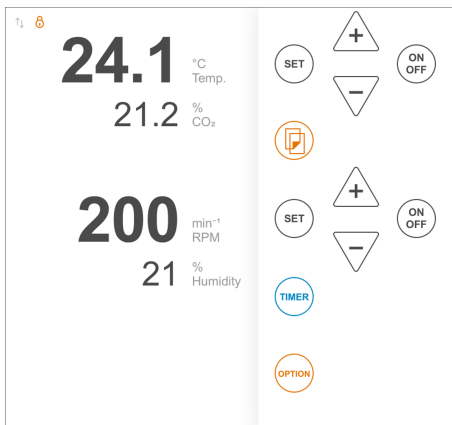 24.1 °C
Temp.
21.2 %
CO₂
SET
+
−
ON
OFF
200 min⁻¹
RPM
21 %
Humidity
SET
+
−
ON
OFF
TIMER
OPTION